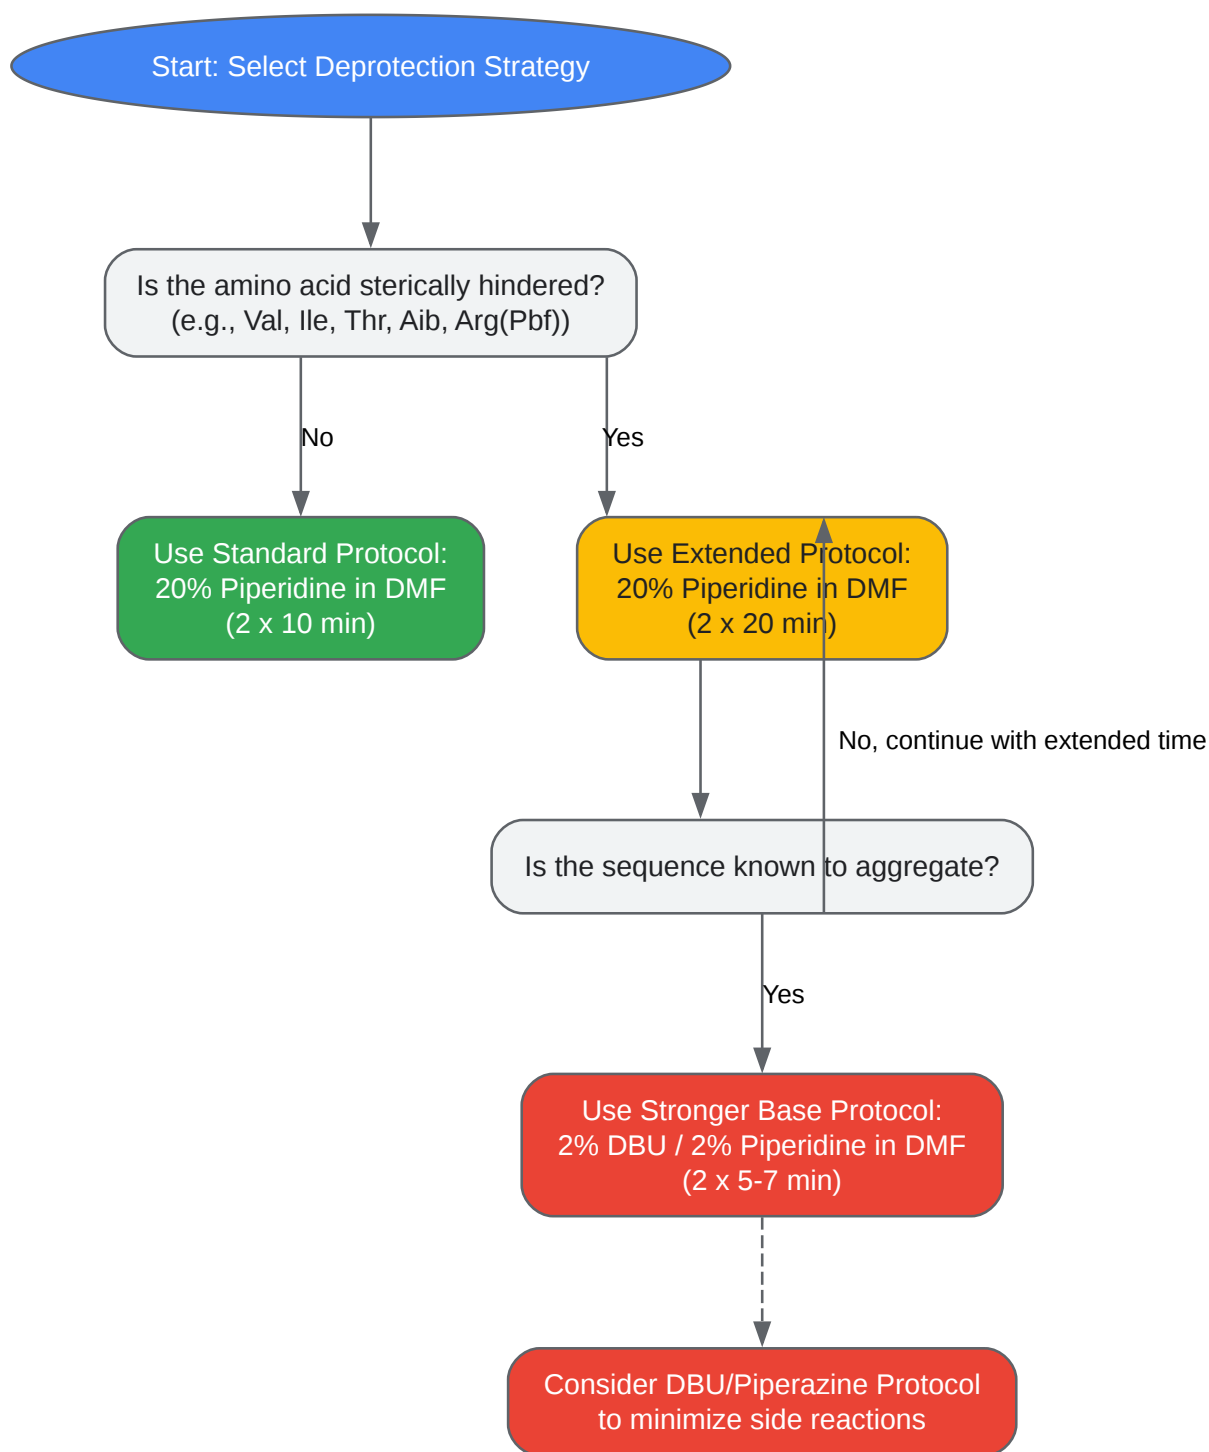 Start: Select Deprotection Strategy
Is the amino acid sterically hindered?
(e.g., Val, Ile, Thr, Aib, Arg(Pbf))
No
Yes
Use Standard Protocol:
20% Piperidine in DMF
(2 x 10 min)
Use Extended Protocol:
20% Piperidine in DMF
(2 x 20 min)
No, continue with extended time
Is the sequence known to aggregate?
Yes
Use Stronger Base Protocol:
2% DBU / 2% Piperidine in DMF
(2 x 5-7 min)
Consider DBU/Piperazine Protocol
to minimize side reactions